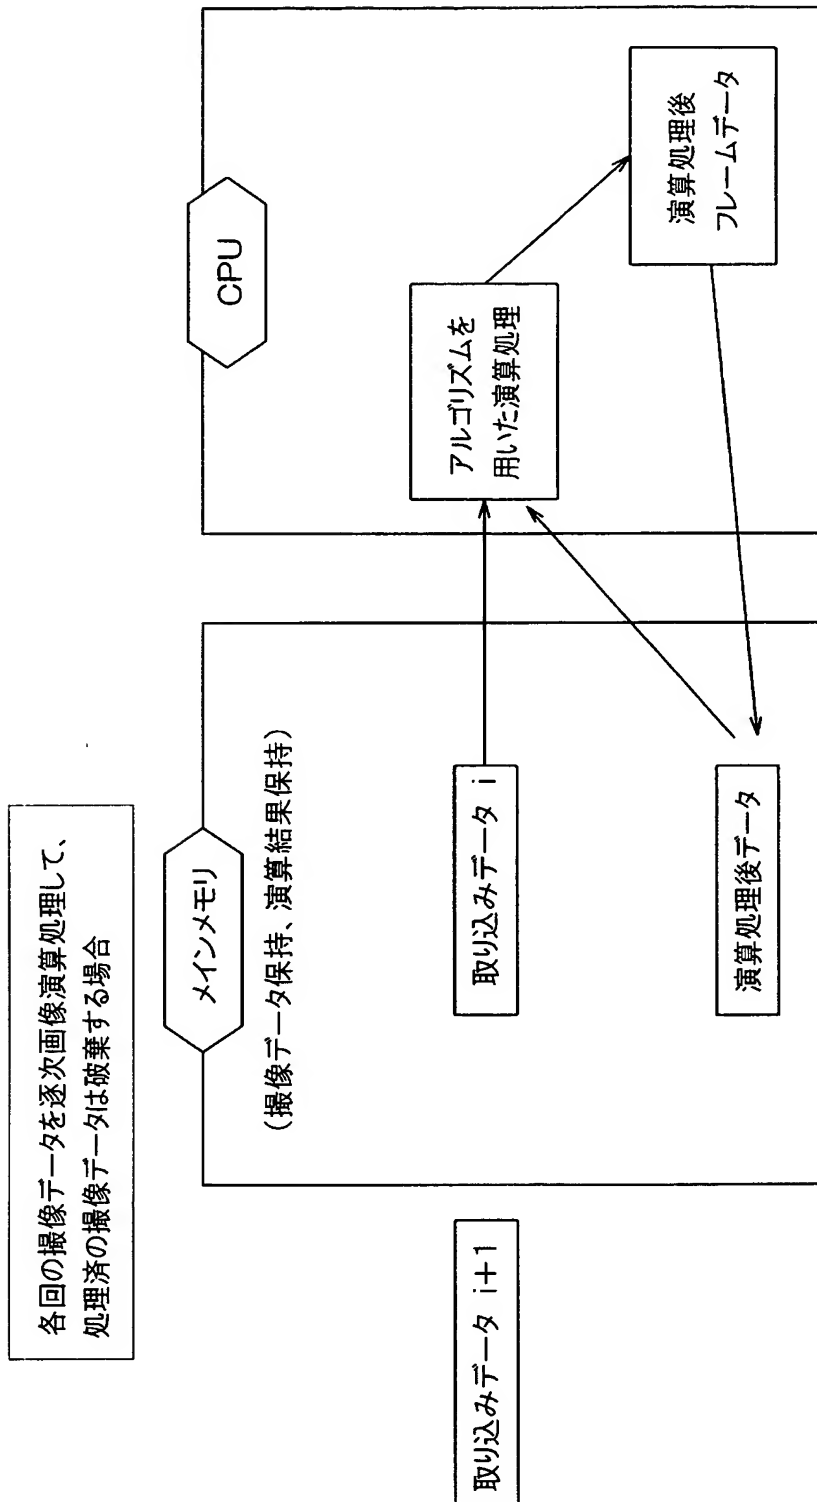 各回の撮像データを逐次画像演算処理して、
処理済の撮像データは破棄する場合
メインメモリ
(撮像データ保持、演算結果保持)
取り込みデータ i+1
取り込みデータ i
演算処理後データ
CPU
アルゴリズムを
用いた演算処理
演算処理後
フレームデータ